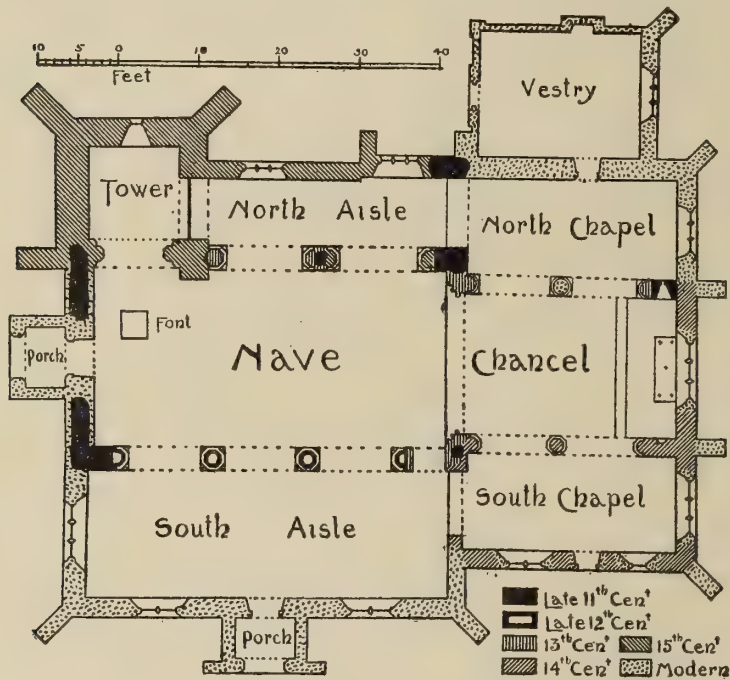 10 5 0 10 20 30 40
Feet
Vestry
Tower
North Aisle
North Chapel
Font
Porch
Nave
Chancel
South Chapel
South Aisle
Porch
Late 11th Cent
Late 12th Cent
13th Cent 15th Cent
14th Cent Modern